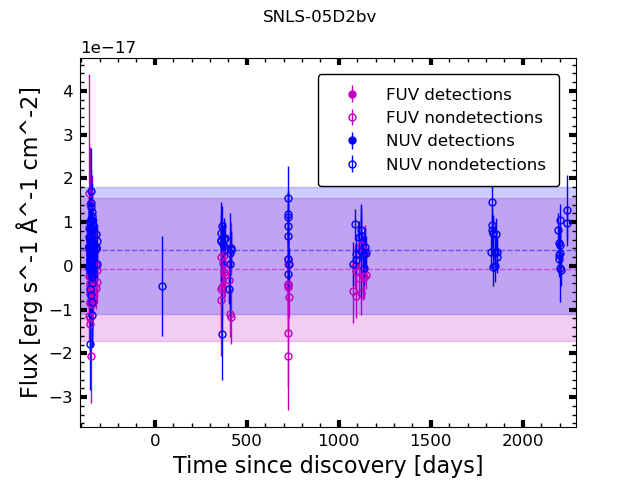 SNLS-05D2bv
1e−17
FUV detections
FUV nondetections
NUV detections
NUV nondetections
4
3
2
1
0
−1
−2
−3
Flux [erg s^-1 Å^-1 cm^-2]
0 500 1000 1500 2000
Time since discovery [days]